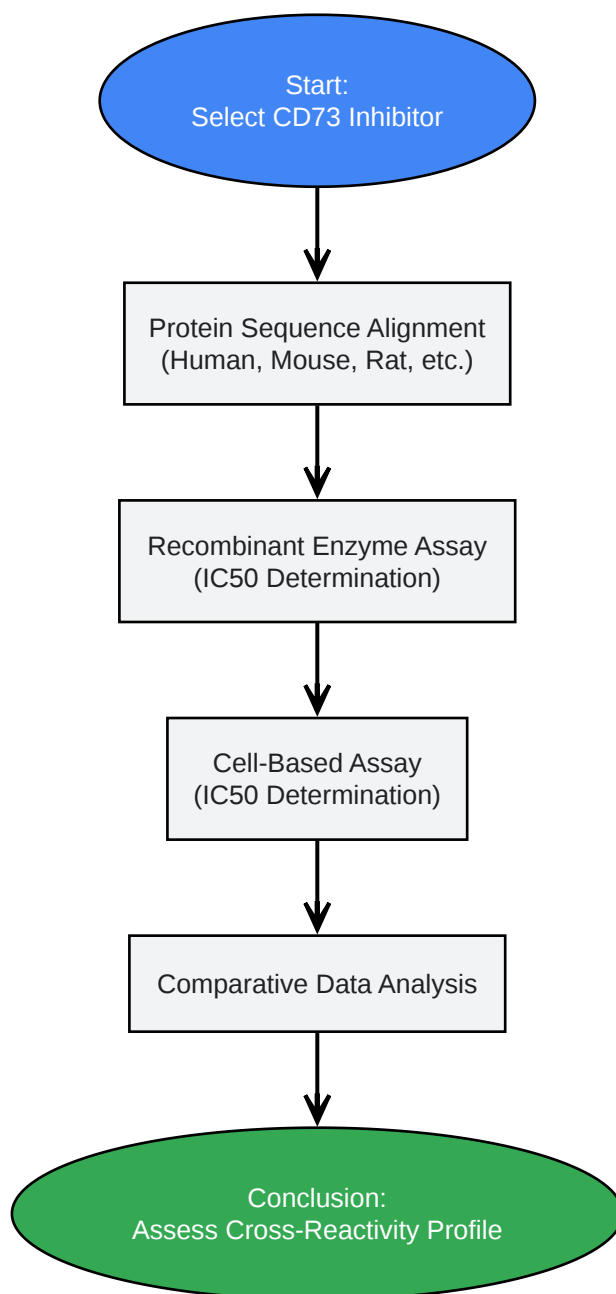 Start:
Select CD73 Inhibitor
Protein Sequence Alignment
(Human, Mouse, Rat, etc.)
Recombinant Enzyme Assay
(IC50 Determination)
Cell-Based Assay
(IC50 Determination)
Comparative Data Analysis
Conclusion:
Assess Cross-Reactivity Profile